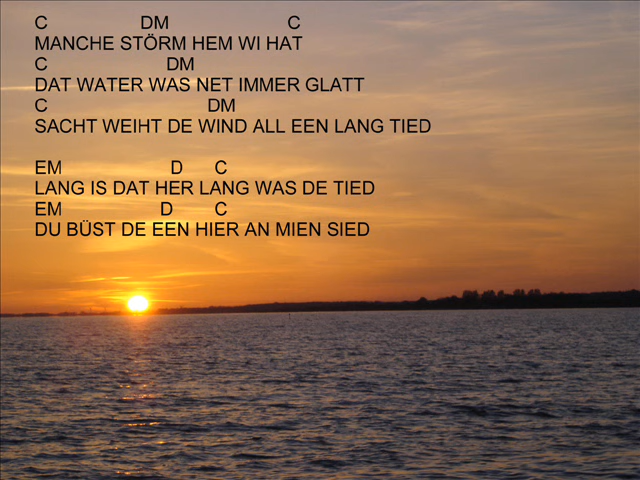 C DM C
MANCHE STÖRM HEM WI HAT
C DM
DAT WATER WAS NET IMMER GLATT
C DM
SACHT WEIHT DE WIND ALL EEN LANG TIED
EM D C
LANG IS DAT HER LANG WAS DE TIED
EM D C
DU BÜST DE EEN HIER AN MIEN SIED